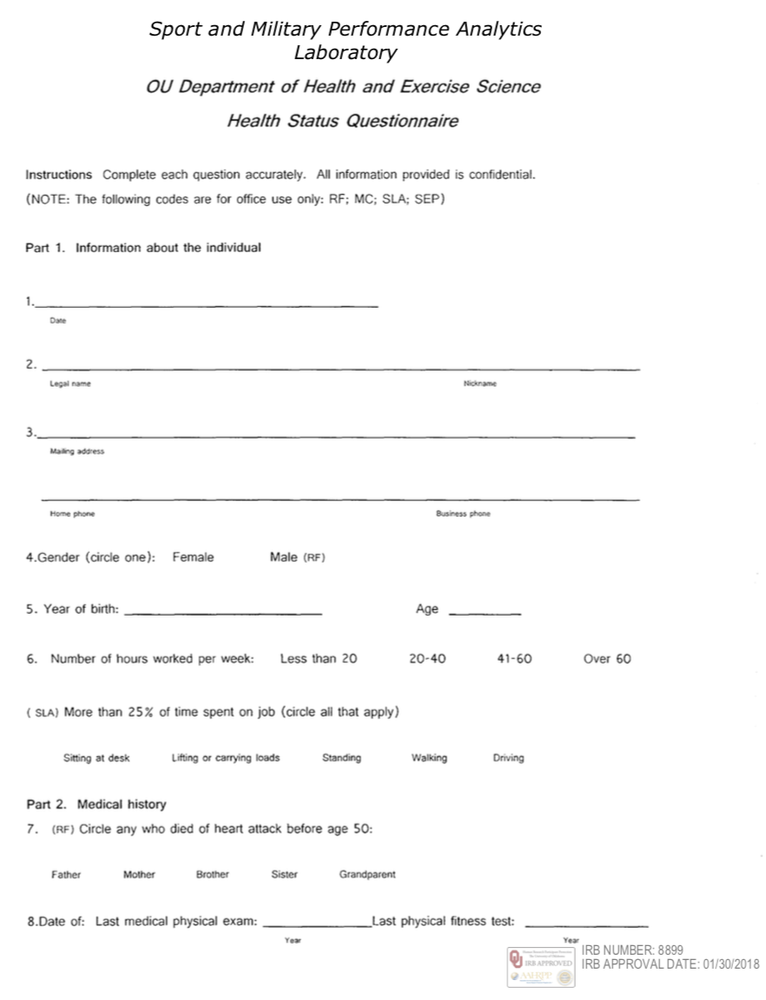 Sport and Military Performance Analytics
Laboratory
OU Department of Health and Exercise Science
Health Status Questionnaire
Instructions Complete each question accurately. All information provided is confidential.
(NOTE: The following codes are for office use only: RF; MC; SLA; SEP)
Part 1. Information about the individual
1.
Date
2.
Legal name Nickname
3.
Mailing address
Home phone Business phone
4.Gender (circle one): Female Male (RF)
5. Year of birth: Age
6. Number of hours worked per week: Less than 20 20-40 41-60 Over 60
( SLA) More than 25% of time spent on job (circle all that apply)
Sitting at desk Lifting or carrying loads Standing Walking Driving
Part 2. Medical history
7. (RF) Circle any who died of heart attack before age 50:
Father Mother Brother Sister Grandparent
8.Date of: Last medical physical exam: Last physical fitness test:
Year Year
IRB NUMBER: 8899
IRB APPROVED
IRB APPROVAL DATE: 01/30/2018
AAHRPP